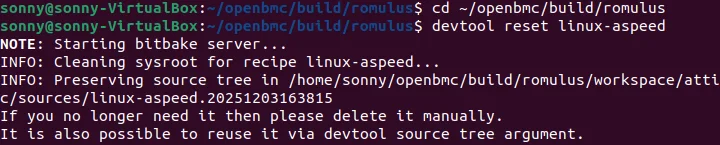 sonny@sonny-VirtualBox:~/openbmc/build/romulus$ cd ~/openbmc/build/romulus
sonny@sonny-VirtualBox:~/openbmc/build/romulus$ devtool reset linux-aspeed
NOTE: Starting bitbake server...
INFO: Cleaning sysroot for recipe linux-aspeed...
INFO: Preserving source tree in /home/sonny/openbmc/build/romulus/workspace/atti
c/sources/linux-aspeed.20251203163815
If you no longer need it then please delete it manually.
It is also possible to reuse it via devtool source tree argument.